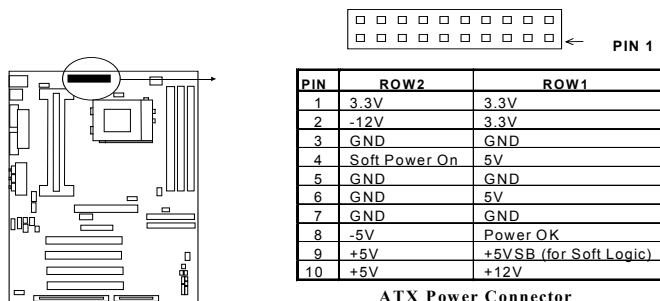 PIN 1
PIN ROW2 ROW1
1 3.3V 3.3V
2 -12V 3.3V
3 GND GND
4 Soft Power On 5V
5 GND GND
6 GND 5V
7 GND GND
8 -5V Power OK
9 +5V +5VSB (for Soft Logic)
10 +5V +12V
ATX Power Connector